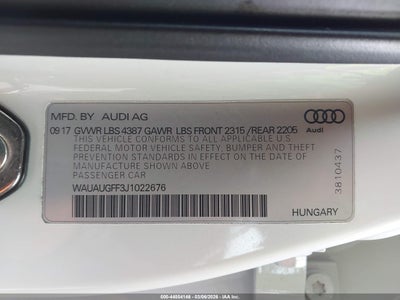 MFD. BY AUDI AG
09 17 GVWR LBS 4387 GAWR LBS FRONT 2315 /REAR 2205
THIS VEHICLE CONFORMS TO ALL APPLICABLE U.S.
FEDERAL MOTOR VEHICLE SAFETY, BUMPER AND THEFT
PREVENTION STANDARDS IN EFFECT ON THE DATE OF
MANUFACTURE SHOWN ABOVE.
PASSENGER CAR
WAUAUGFF3J1022676
HUNGARY
Audi
3810437
000-44504148 | 03/06/2026 | IAA, Inc.